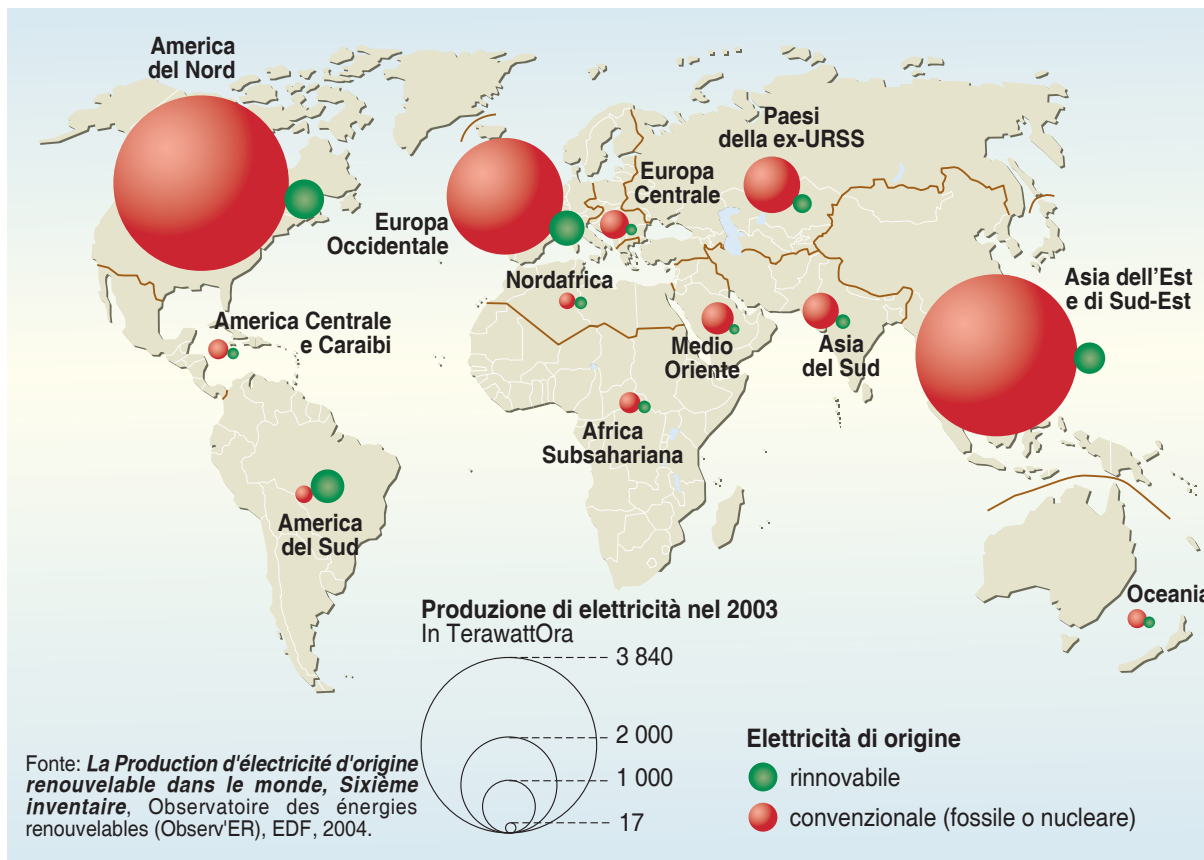 America
del Nord
Paesi
della ex-URSS
Europa
Centrale
Europa
Occidentale
Nordafrica
Asia dell'Est
e di Sud-Est
America Centrale
e Caraibi
Medio
Oriente
Asia
del Sud
Africa
Subsahariana
America
del Sud
Oceania
Produzione di elettricità nel 2003
In TerawattOra
3 840
2 000
1 000
17
Elettricità di origine
rinnovabile
convenzionale (fossile o nucleare)
Fonte: La Production d'électricité d'origine
renouvelable dans le monde, Sixième
inventaire, Observatoire des énergies
renouvelables (Observ'ER), EDF, 2004.